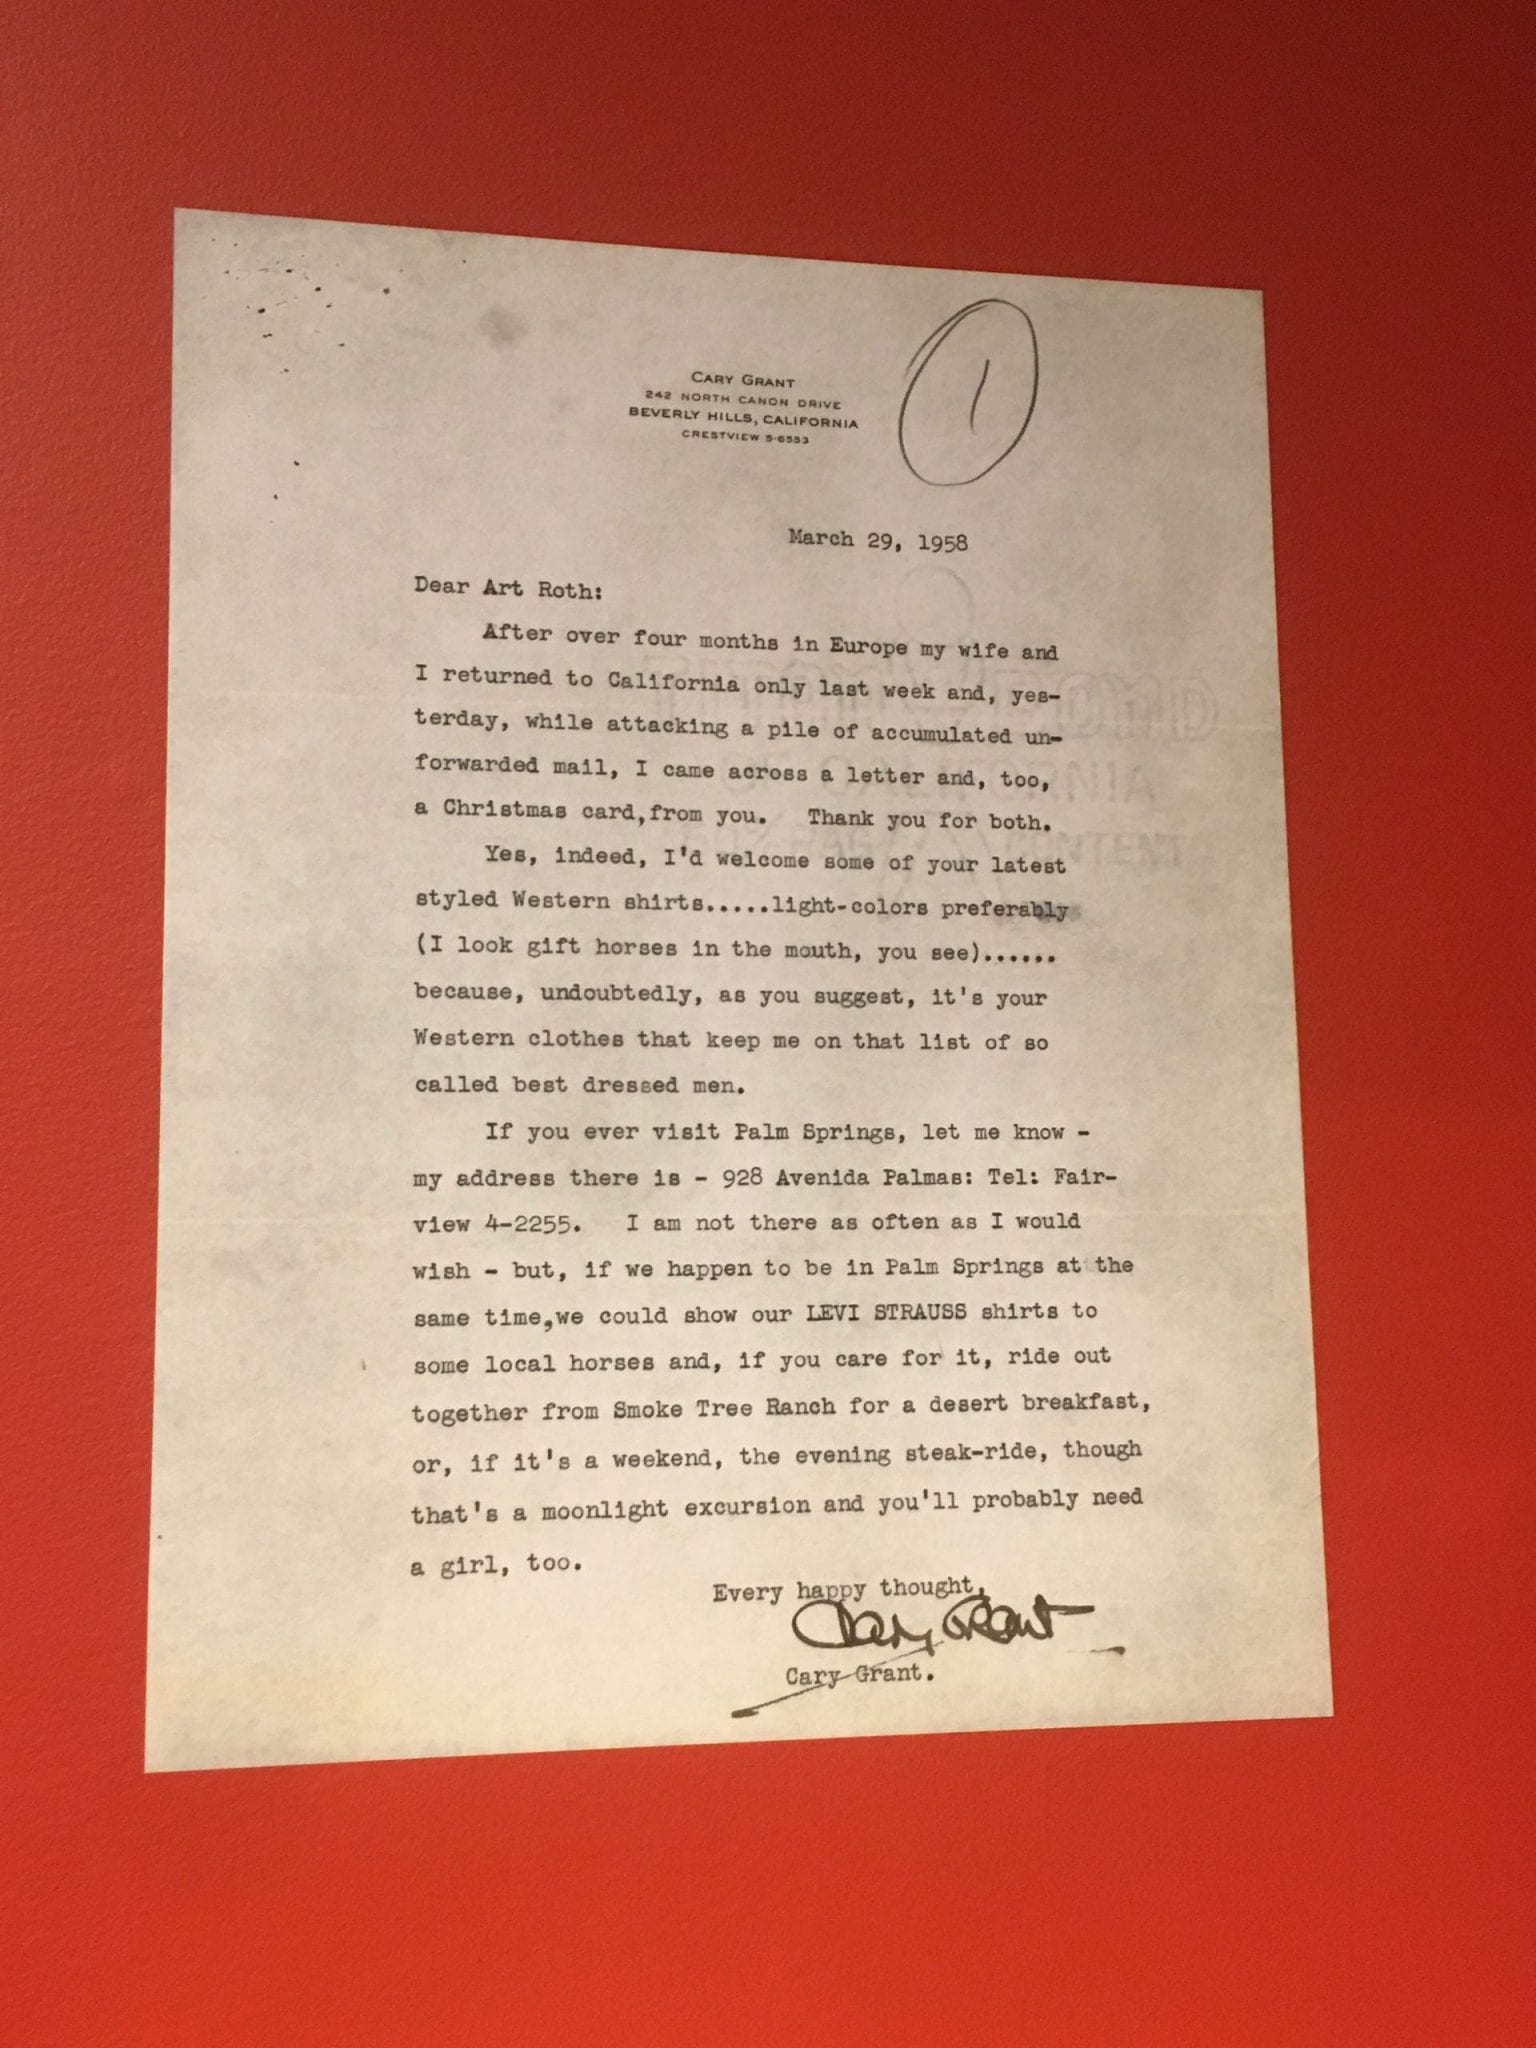 CARY GRANT
242 NORTH CANON DRIVE
BEVERLY HILLS, CALIFORNIA
CRESTVIEW 5-6553
1
March 29, 1958
Dear Art Roth:
After over four months in Europe my wife and
I returned to California only last week and, yes-
terday, while attacking a pile of accumulated un-
forwarded mail, I came across a letter and, too,
a Christmas card,from you. Thank you for both.
Yes, indeed, I'd welcome some of your latest
styled Western shirts.....light-colors preferably
(I look gift horses in the mouth, you see)......
because, undoubtedly, as you suggest, it's your
Western clothes that keep me on that list of so
called best dressed men.
If you ever visit Palm Springs, let me know -
my address there is - 928 Avenida Palmas: Tel: Fair-
view 4-2255. I am not there as often as I would
wish - but, if we happen to be in Palm Springs at the
same time,we could show our LEVI STRAUSS shirts to
some local horses and, if you care for it, ride out
together from Smoke Tree Ranch for a desert breakfast,
or, if it's a weekend, the evening steak-ride, though
that's a moonlight excursion and you'll probably need
a girl, too.
Every happy thought,
Cary Grant
Cary Grant.